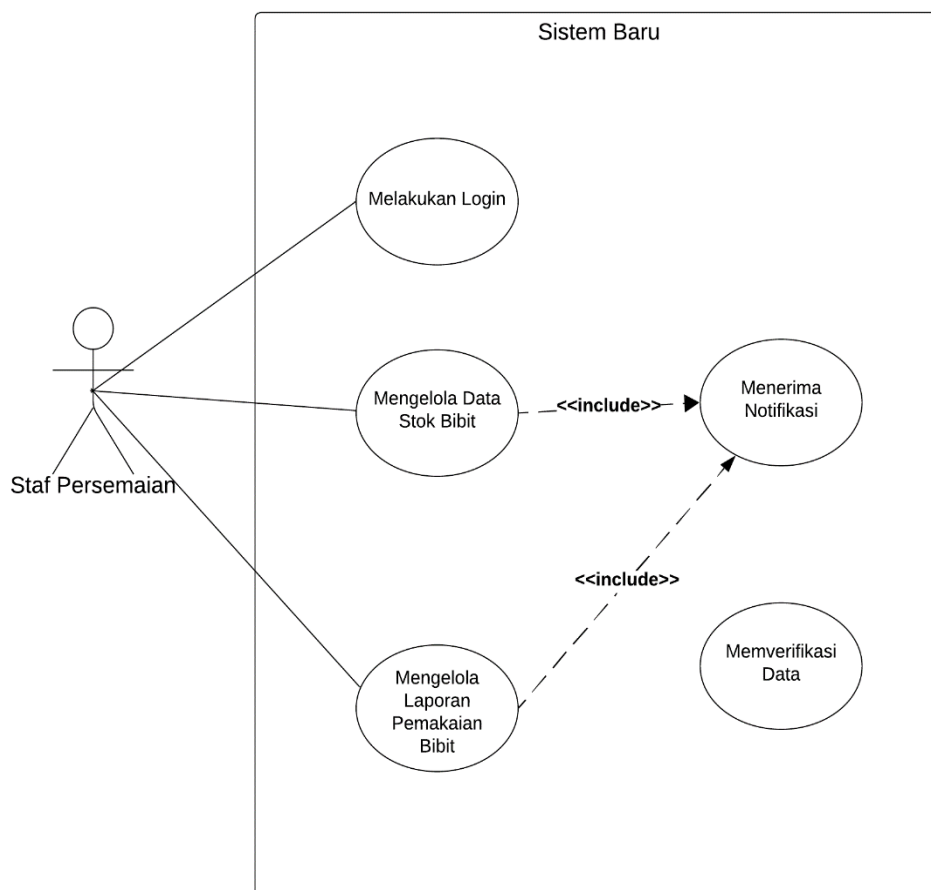 Sistem Baru
Melakukan Login
Staf Persemaian
Mengelola Data
Stok Bibit
<<include>>
Menerima
Notifikasi
<<include>>
Mengelola
Laporan
Pemakaian
Bibit
Memverifikasi
Data